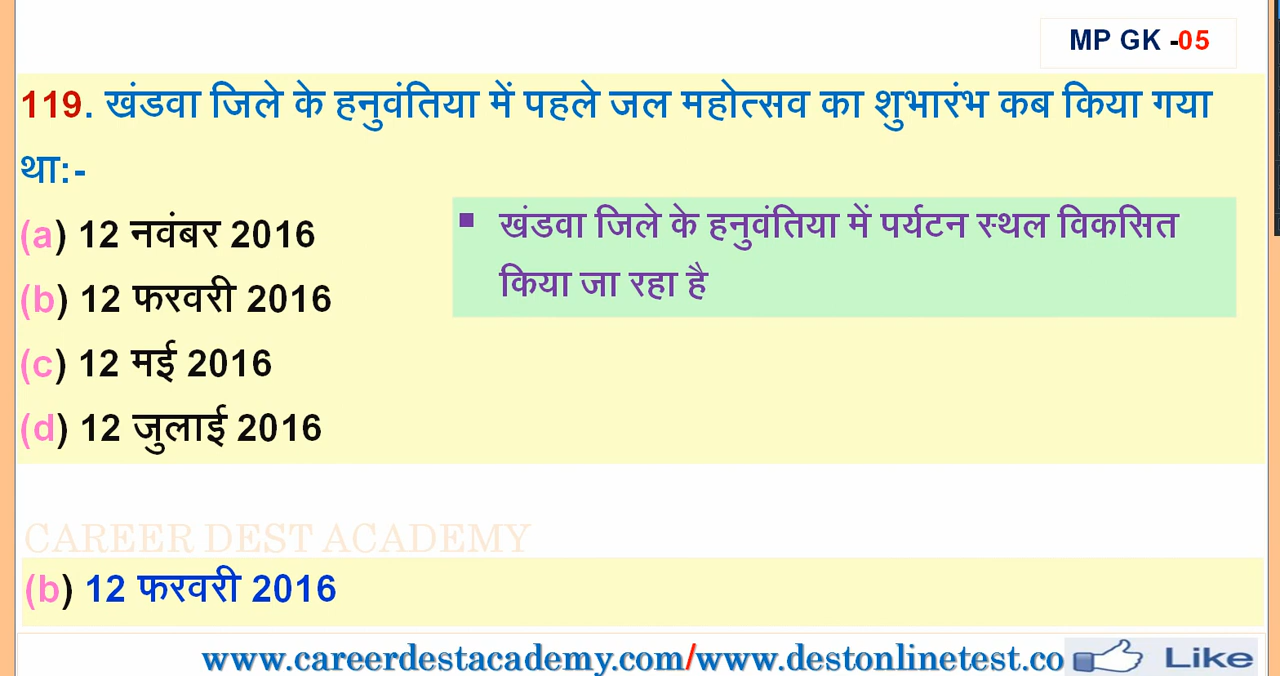 MP GK -05
119. खंडवा जिले के हनुवंतिया में पहले जल महोत्सव का शुभारंभ कब किया गया
था:-
(a) 12 नवंबर 2016
(b) 12 फरवरी 2016
(c) 12 मई 2016
(d) 12 जुलाई 2016
▪ खंडवा जिले के हनुवंतिया में पर्यटन स्थल विकसित
किया जा रहा है
CAREER DEST ACADEMY
(b) 12 फरवरी 2016
www.careerdestacademy.com/www.destonlinetest.co
Like